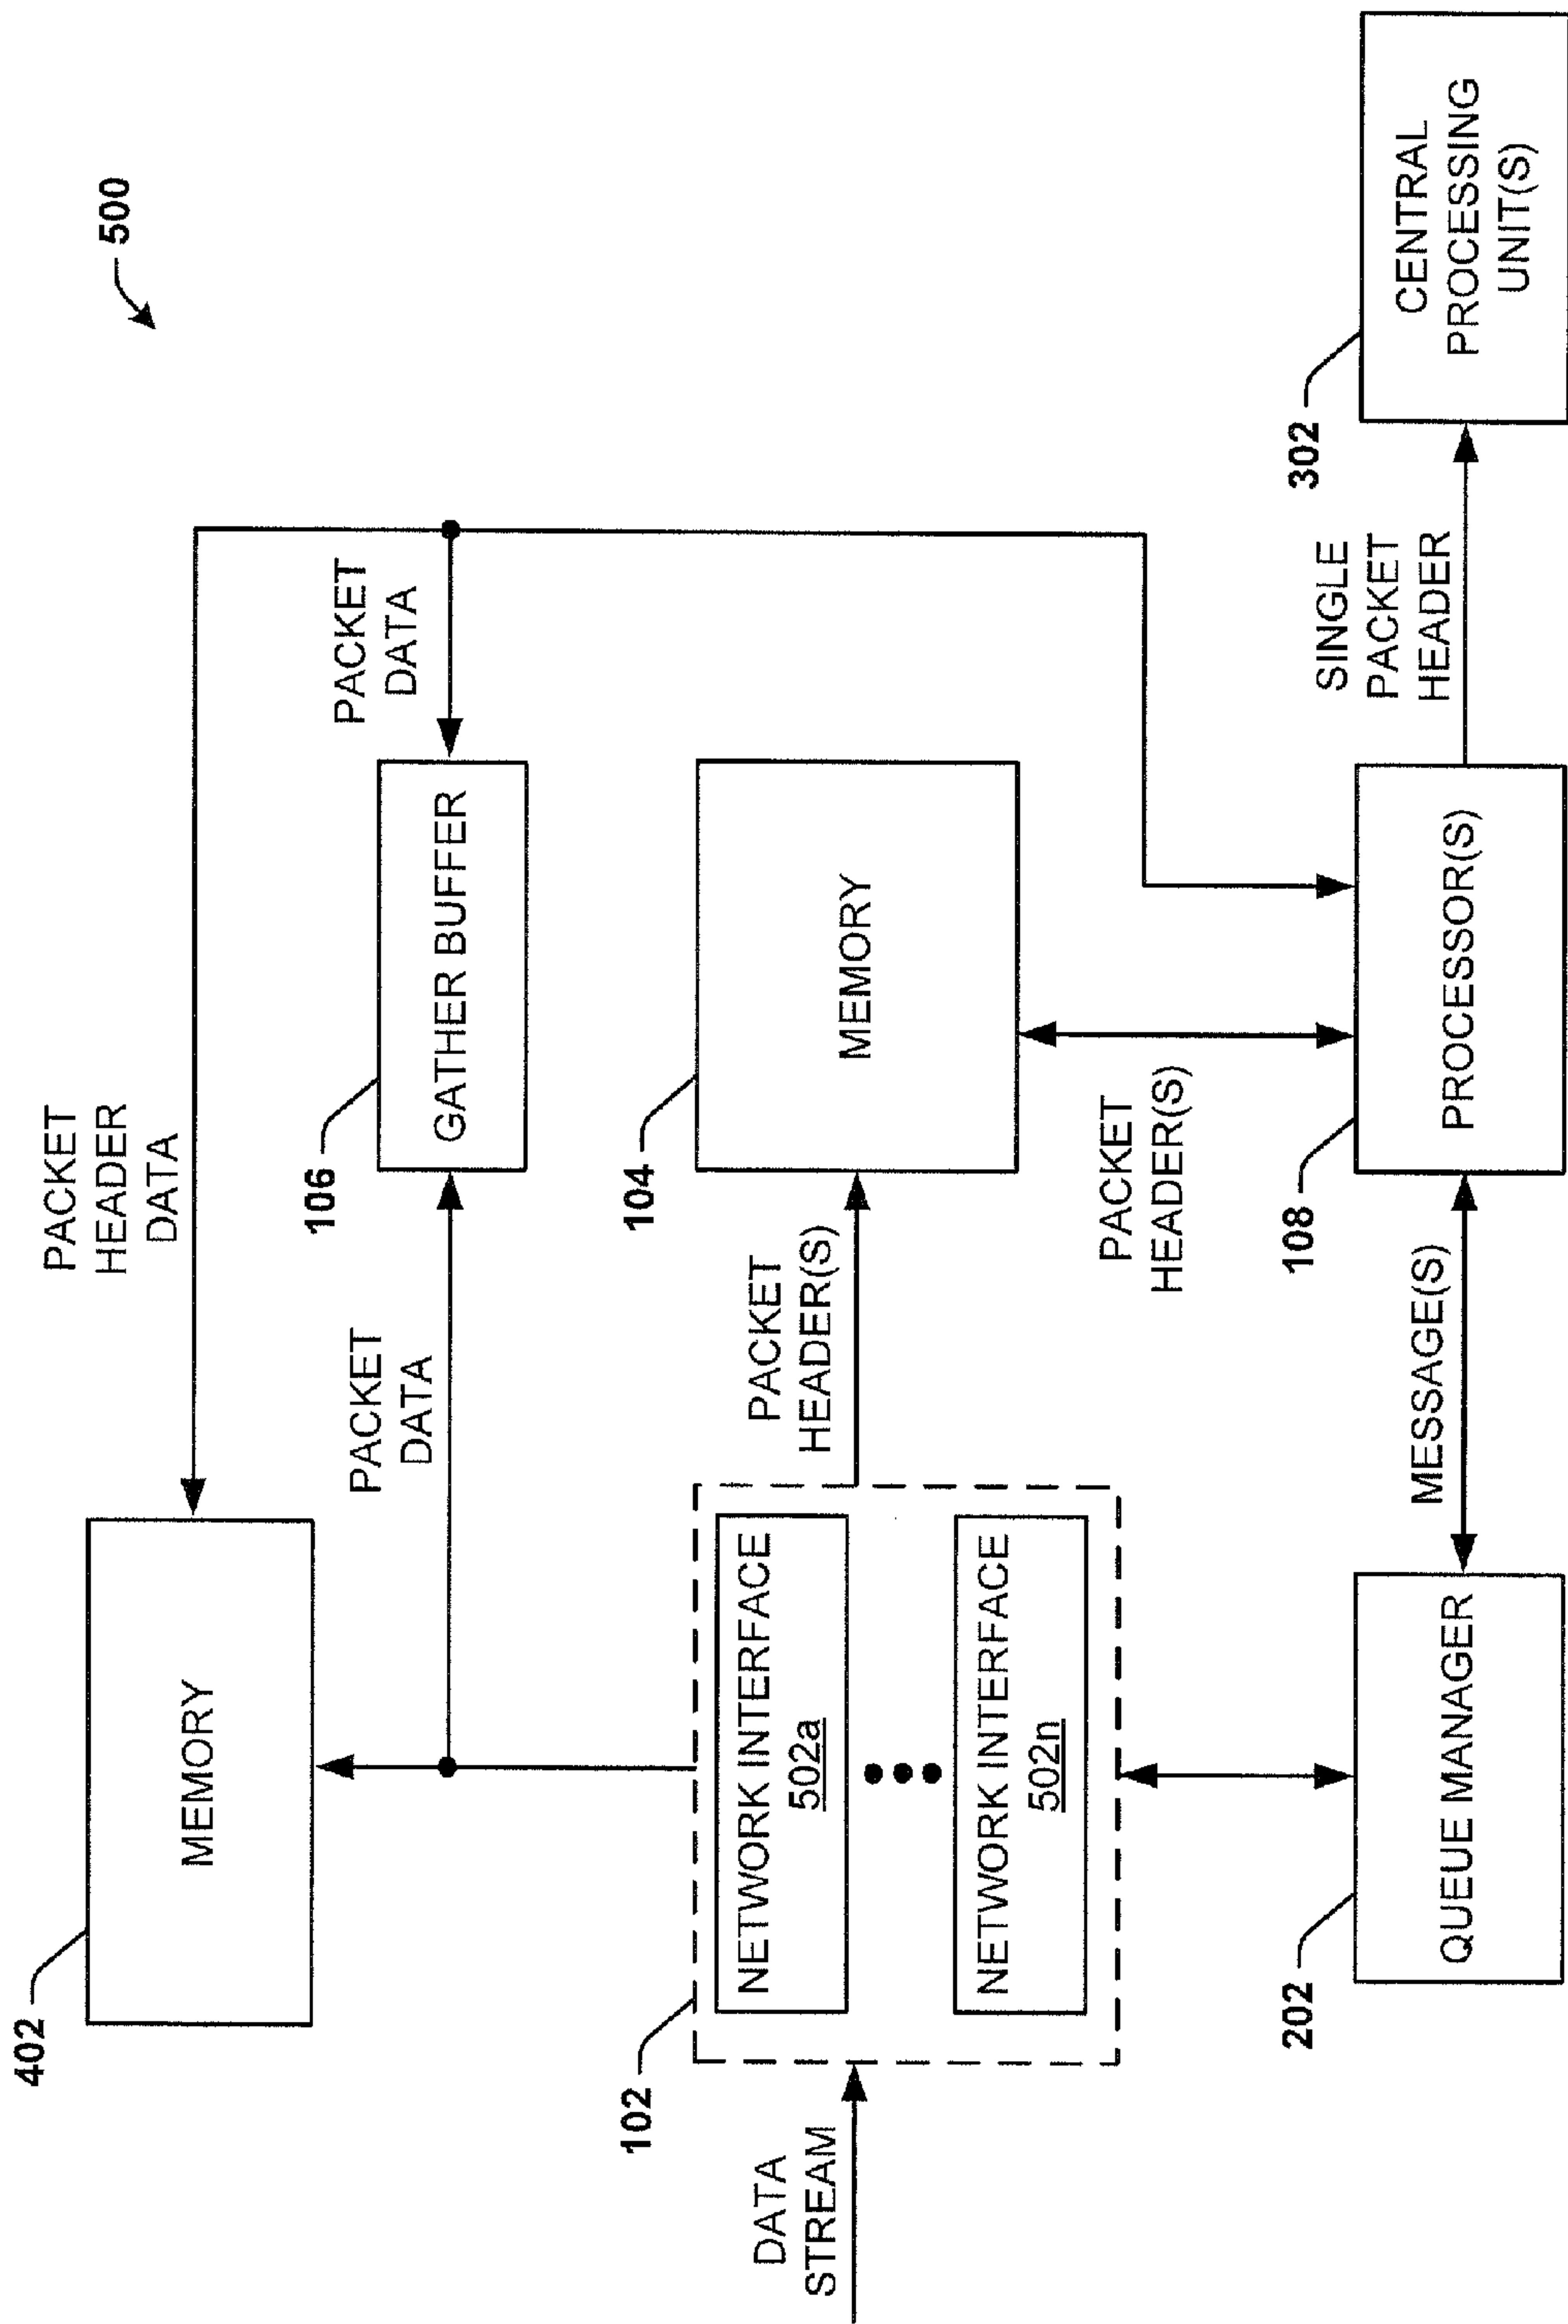 500
402
MEMORY
PACKET
HEADER
DATA
PACKET
DATA
106
GATHER BUFFER
PACKET
DATA
102
NETWORK INTERFACE
502a
NETWORK INTERFACE
502n
DATA
STREAM
PACKET
HEADER(S)
104
MEMORY
PACKET
HEADER(S)
202
QUEUE MANAGER
MESSAGE(S)
108
PROCESSOR(S)
SINGLE
PACKET
HEADER
302
CENTRAL
PROCESSING
UNIT(S)